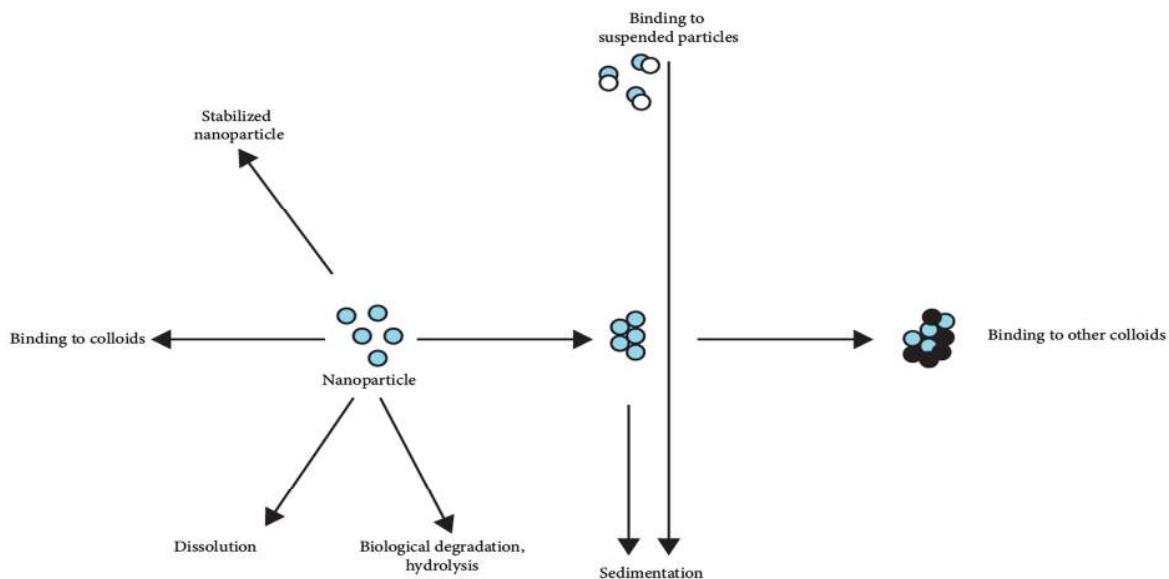 Binding to
suspended particles
Stabilized
nanoparticle
Binding to colloids
Nanoparticle
Binding to other colloids
Dissolution
Biological degradation,
hydrolysis
Sedimentation